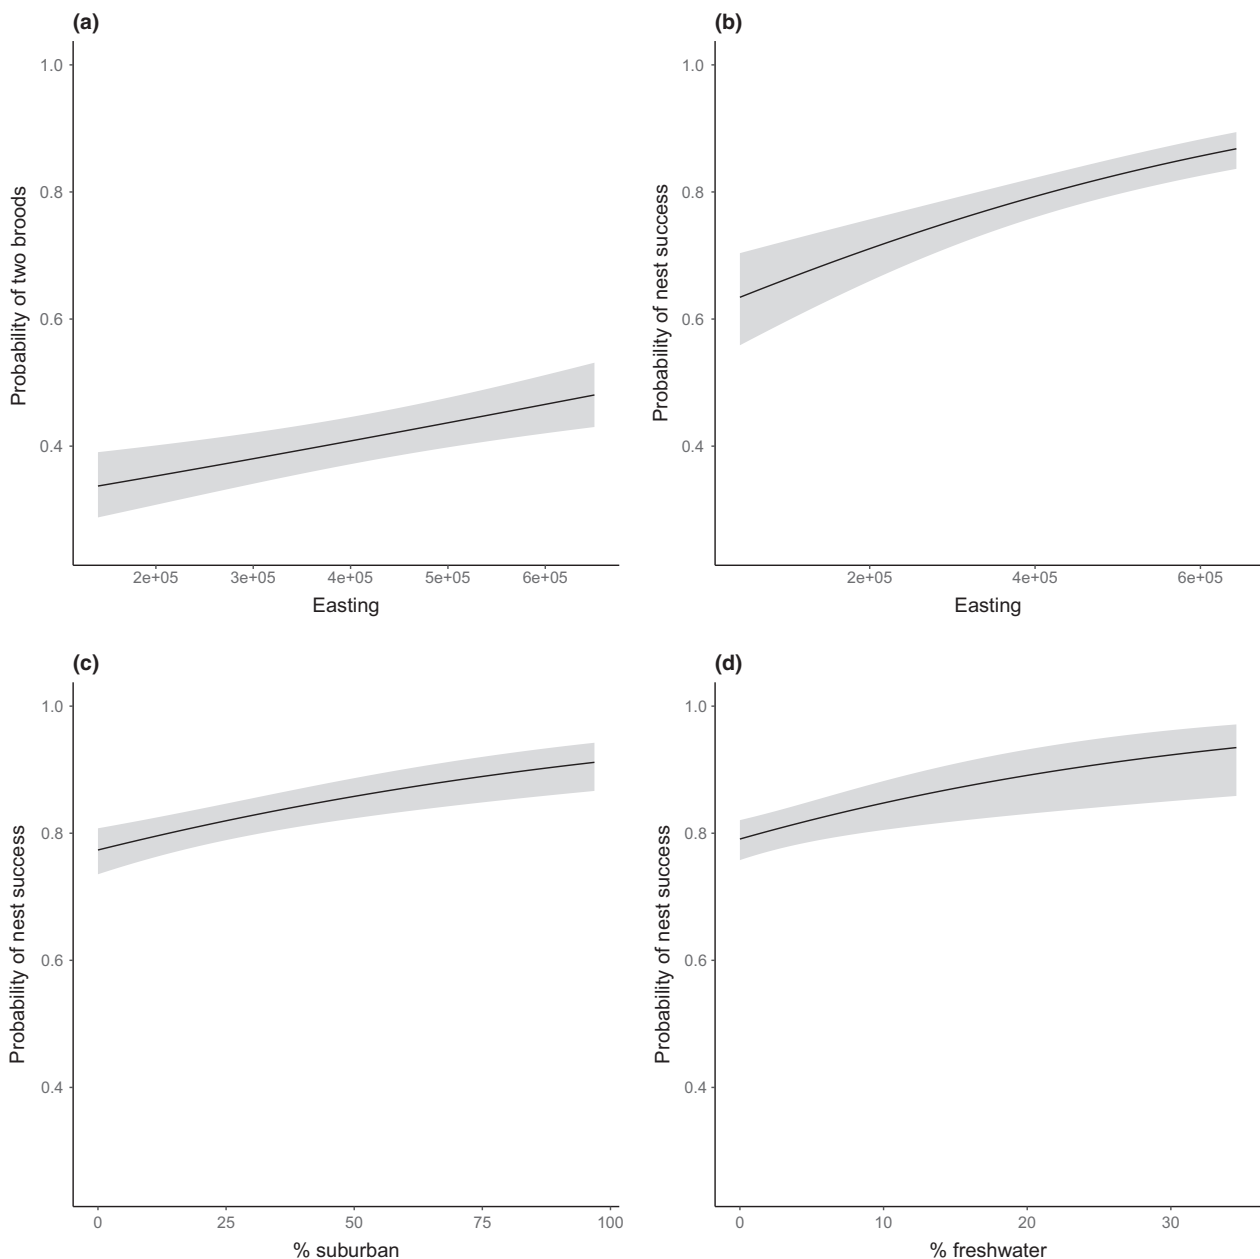 (a)
Probability of two broods
1.0
0.8
0.6
0.4
2e+05 3e+05 4e+05 5e+05 6e+05
Easting
(b)
Probability of nest success
1.0
0.8
0.6
0.4
2e+05 4e+05 6e+05
Easting
(c)
Probability of nest success
1.0
0.8
0.6
0.4
0 25 50 75 100
% suburban
(d)
Probability of nest success
1.0
0.8
0.6
0.4
0 10 20 30
% freshwater